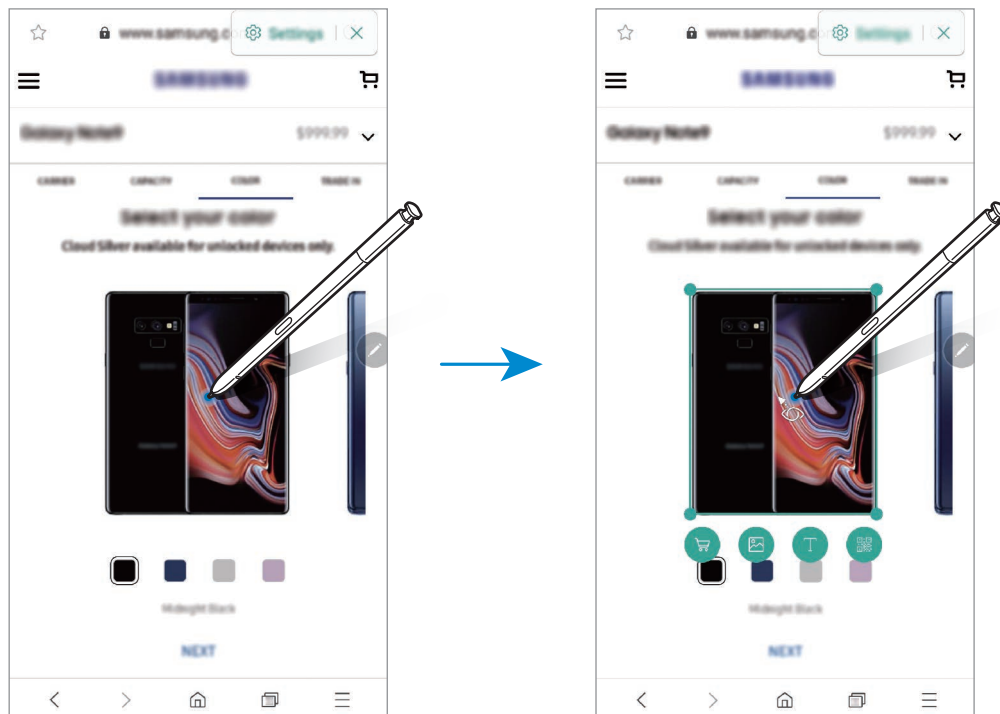 www.samsung.c Settings
SAMSUNG
Galaxy Note9 $999.99
CARRIER CAPACITY COLOR TRADE IN
Select your color
Cloud Silver available for unlocked devices only.
Midnight Black
NEXT
www.samsung.c Settings
SAMSUNG
Galaxy Note9 $999.99
CARRIER CAPACITY COLOR TRADE IN
Select your color
Cloud Silver available for unlocked devices only.
T
Midnight Black
NEXT